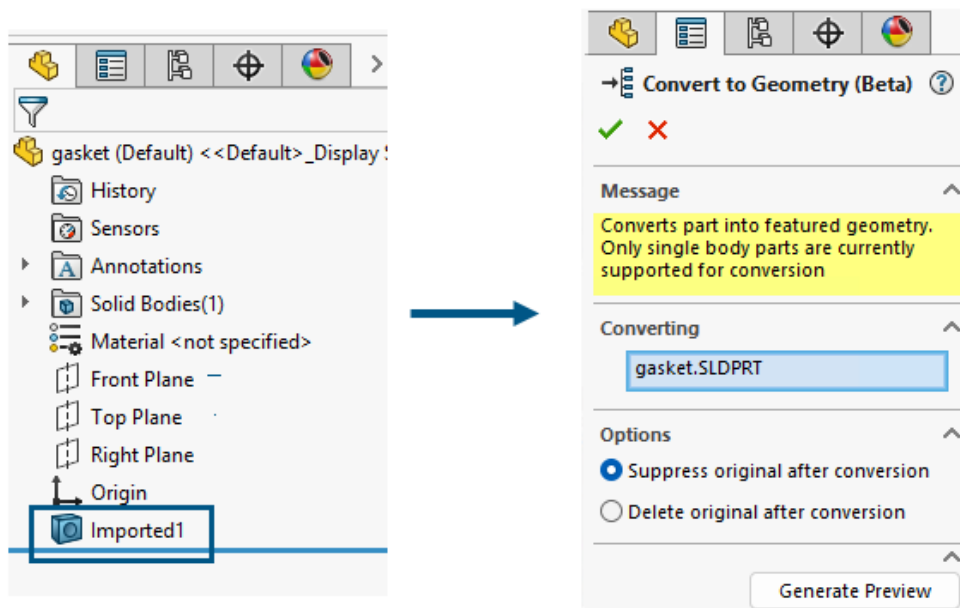 gasket (Default) <<Default>_Display
History
Sensors
Annotations
Solid Bodies(1)
Material <not specified>
Front Plane
Top Plane
Right Plane
Origin
Imported1
Convert to Geometry (Beta)
Message
Converts part into featured geometry.
Only single body parts are currently
supported for conversion
Converting
gasket.SLDPRT
Options
Suppress original after conversion
Delete original after conversion
Generate Preview